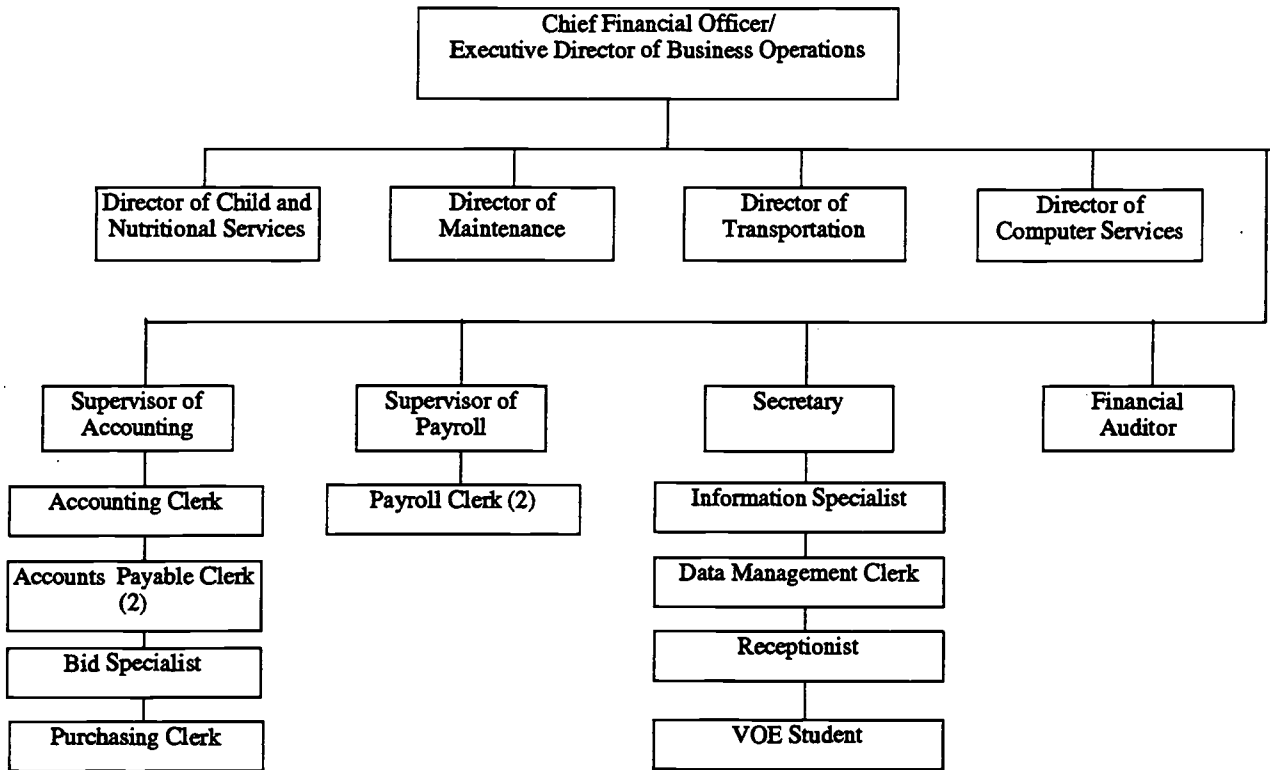 Chief Financial Officer/
Executive Director of Business Operations
Director of Child and
Nutritional Services
Director of
Maintenance
Director of
Transportation
Director of
Computer Services
Supervisor of
Accounting
Supervisor of
Payroll
Secretary
Financial
Auditor
Accounting Clerk
Accounts Payable Clerk
(2)
Bid Specialist
Purchasing Clerk
Payroll Clerk (2)
Information Specialist
Data Management Clerk
Receptionist
VOE Student